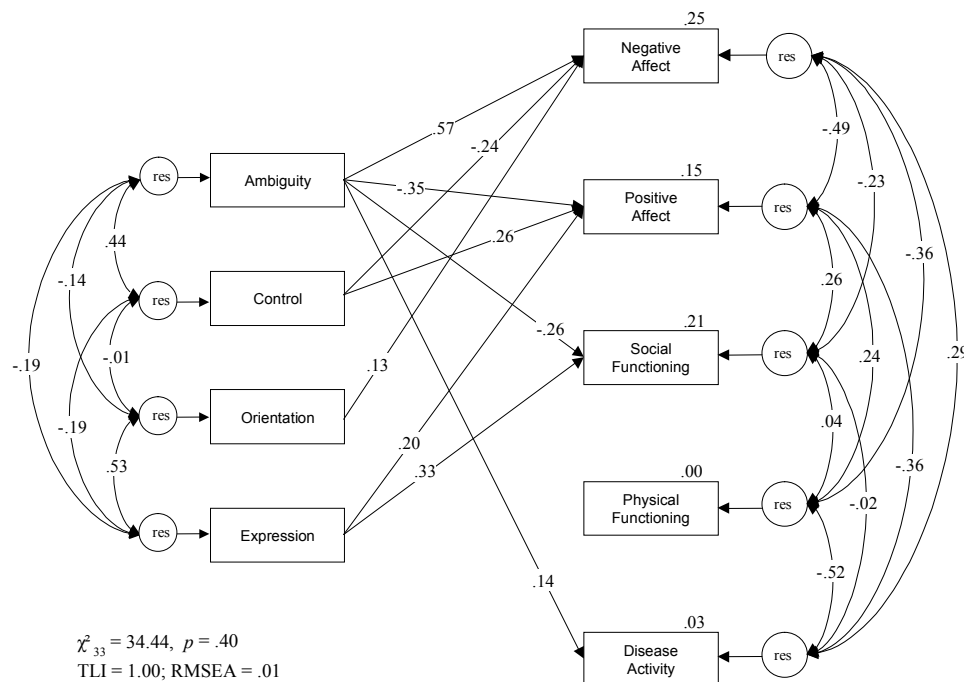 .25
Negative
Affect
res
.57
-.49
-.24
res
Ambiguity
-.35
.15
Positive
Affect
res
-.23
.44
.26
-.36
-.14
res
Control
.26
-.26
.21
Social
Functioning
res
-.01
.13
.24
.29
-.19
res
Orientation
.04
-.19
.20
-.36
.53
.33
.00
Physical
Functioning
res
-.02
res
Expression
-.52
.14
.03
Disease
Activity
res
χ² 33 = 34.44, p = .40
TLI = 1.00; RMSEA = .01